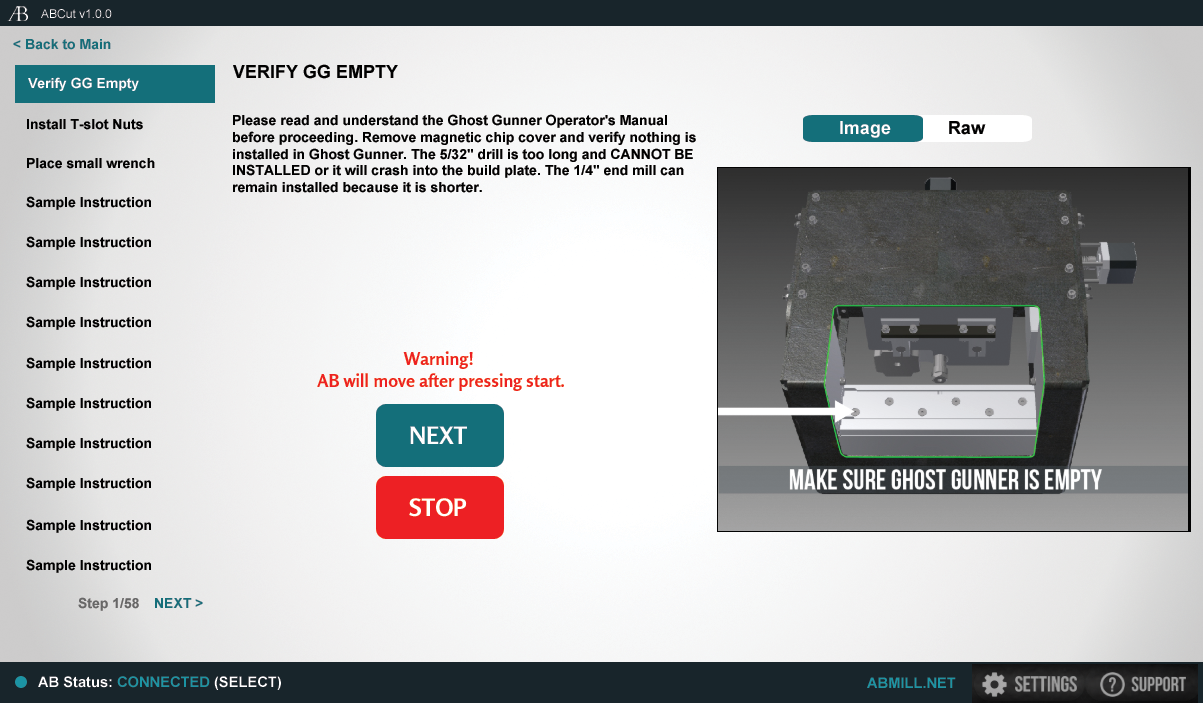 AB ABCut v1.0.0
< Back to Main
Verify GG Empty
Install T-slot Nuts
Place small wrench
Sample Instruction
Sample Instruction
Sample Instruction
Sample Instruction
Sample Instruction
Sample Instruction
Sample Instruction
Sample Instruction
Sample Instruction
Sample Instruction
Step 1/58 NEXT >
VERIFY GG EMPTY
Please read and understand the Ghost Gunner Operator's Manual
before proceeding. Remove magnetic chip cover and verify nothing is
installed in Ghost Gunner. The 5/32" drill is too long and CANNOT BE
INSTALLED or it will crash into the build plate. The 1/4" end mill can
remain installed because it is shorter.
Warning!
AB will move after pressing start.
NEXT
STOP
Image Raw
MAKE SURE GHOST GUNNER IS EMPTY
AB Status: CONNECTED (SELECT)
ABMILL.NET
SETTINGS
? SUPPORT